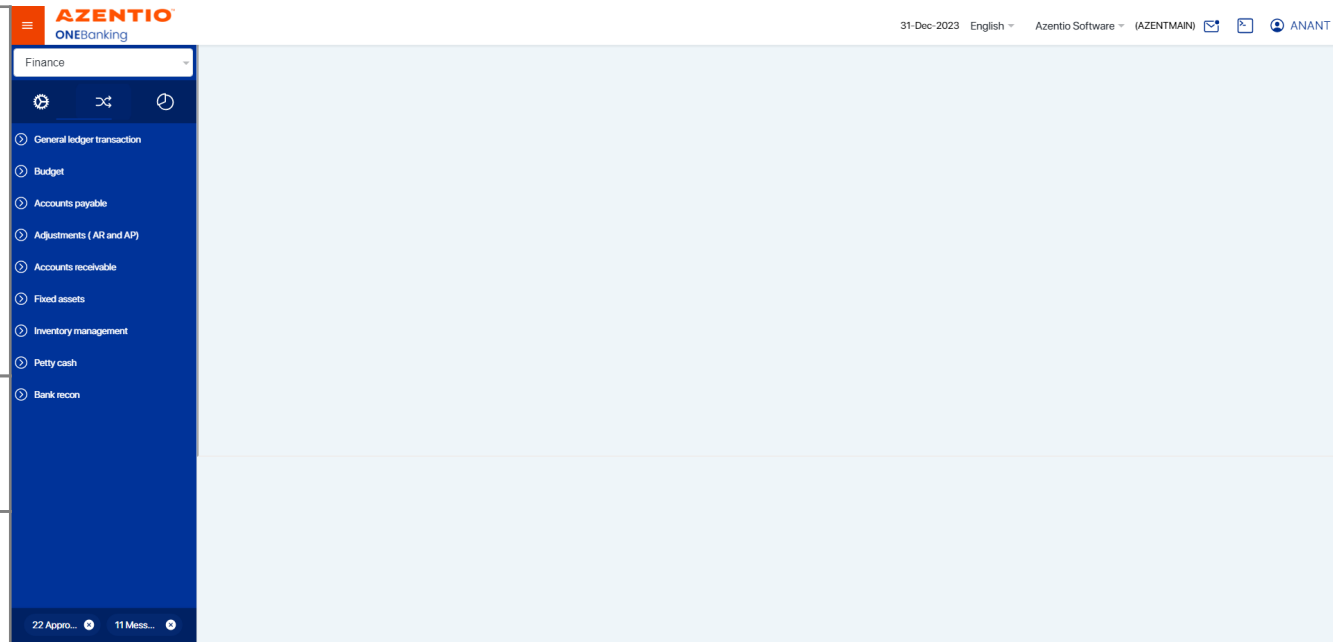 AZENTIO™
ONEBanking
31-Dec-2023 English Azentio Software (AZENTMAIN) ANANT
Finance
General ledger transaction
Budget
Accounts payable
Adjustments ( AR and AP)
Accounts receivable
Fixed assets
Inventory management
Petty cash
Bank recon
22 Appro... 11 Mess...